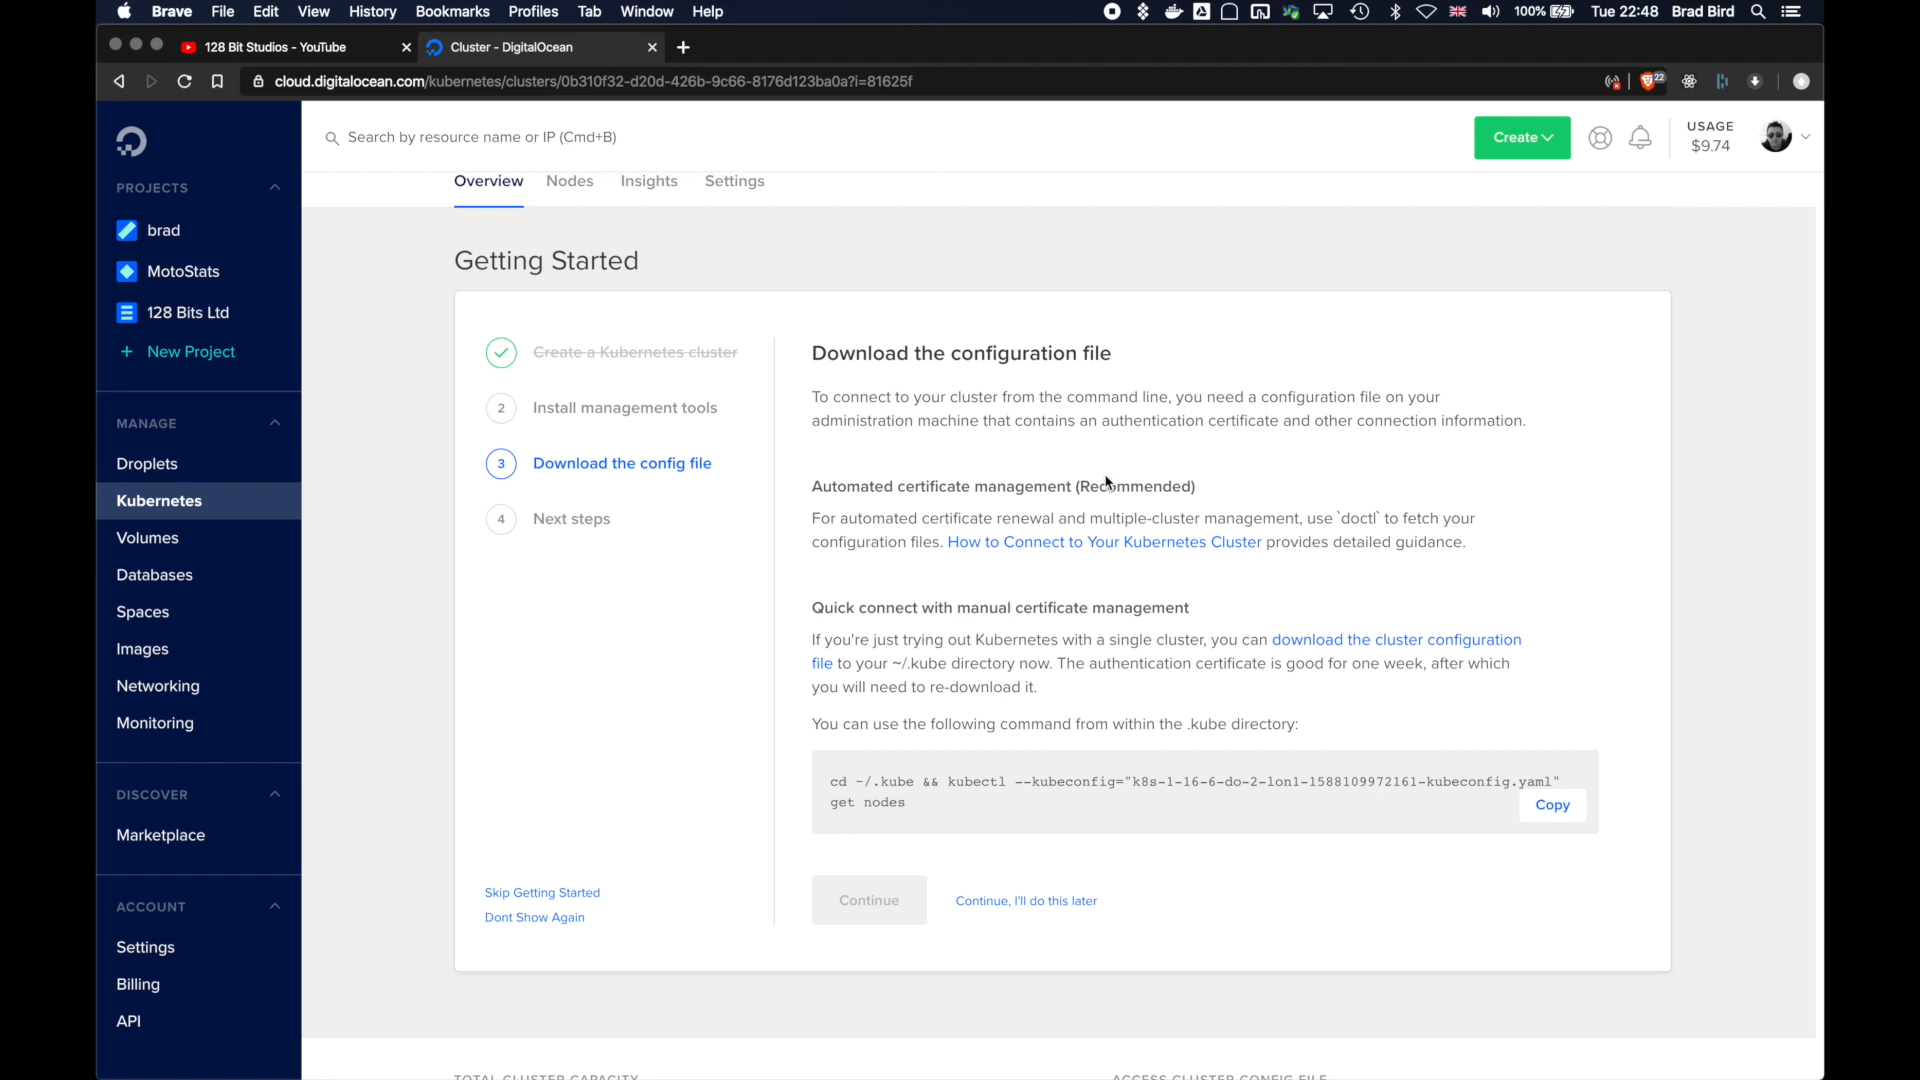 Brave File Edit View History Bookmarks Profiles Tab Window Help 100% Tue 22:48 Brad Bird
128 Bit Studios - YouTube Cluster - DigitalOcean
cloud.digitalocean.com/kubernetes/clusters/0b310f32-d20d-426b-9c66-8176d123ba0a?i=81625f 22
Search by resource name or IP (Cmd+B) Create USAGE
$9.74
PROJECTS
brad
MotoStats
128 Bits Ltd
+ New Project
MANAGE
Droplets
Kubernetes
Volumes
Databases
Spaces
Images
Networking
Monitoring
DISCOVER
Marketplace
ACCOUNT
Settings
Billing
API
Overview Nodes Insights Settings
Getting Started
Create a Kubernetes cluster
2 Install management tools
3 Download the config file
4 Next steps
Skip Getting Started
Dont Show Again
Download the configuration file
To connect to your cluster from the command line, you need a configuration file on your
administration machine that contains an authentication certificate and other connection information.
Automated certificate management (Recommended)
For automated certificate renewal and multiple-cluster management, use `doctl` to fetch your
configuration files. How to Connect to Your Kubernetes Cluster provides detailed guidance.
Quick connect with manual certificate management
If you're just trying out Kubernetes with a single cluster, you can download the cluster configuration
file to your ~/.kube directory now. The authentication certificate is good for one week, after which
you will need to re-download it.
You can use the following command from within the .kube directory:
cd ~/.kube && kubectl --kubeconfig="k8s-1-16-6-do-2-lon1-1588109972161-kubeconfig.yaml"
get nodes
Copy
Continue Continue, I'll do this later
TOTAL CLUSTER CAPACITY ACCESS CLUSTER CONFIG FILE